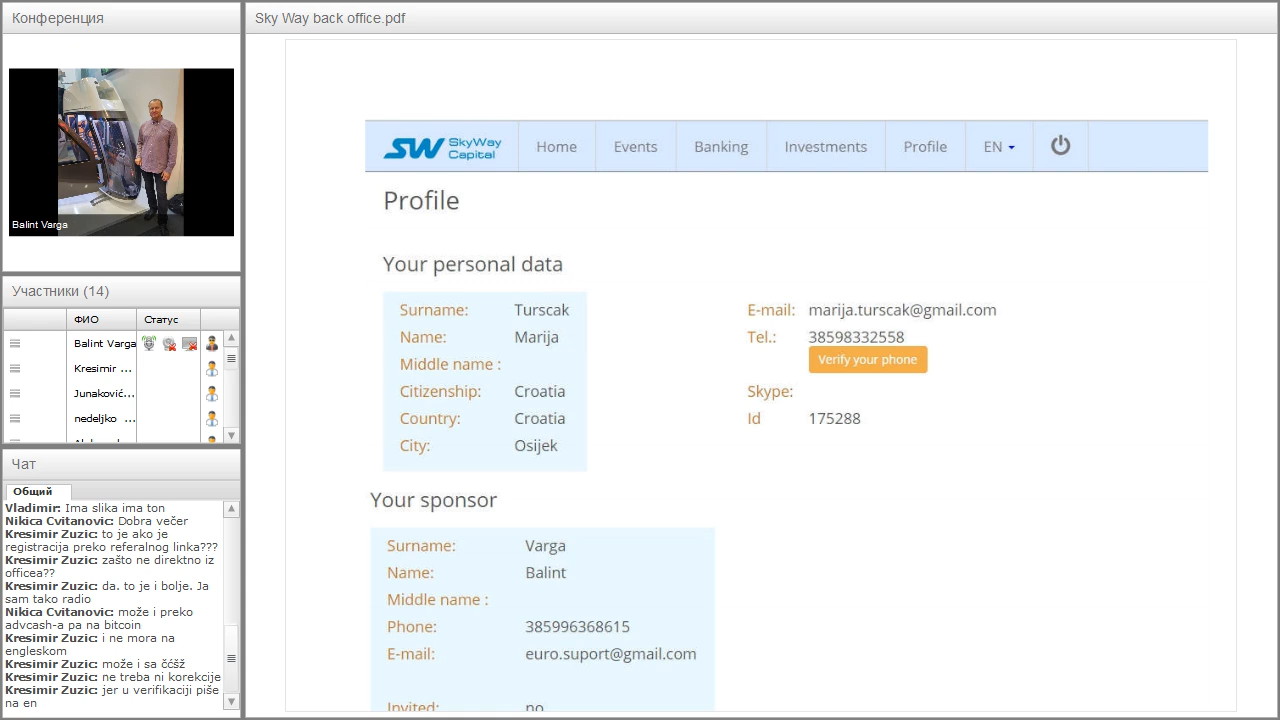 Конференция
Balint Varga
Участники (14)
ФИО Статус
Balint Varga
Kresimir ...
Junaković...
nedeljko ...
Чат
Общий
Vladimir: Ima slika ima ton
Nikica Cvitanovic: Dobra večer
Kresimir Zuzic: to je ako je
registracija preko referalnog linka???
Kresimir Zuzic: zašto ne direktno iz
officea??
Kresimir Zuzic: da. to je i bolje. Ja
sam tako radio
Nikica Cvitanovic: može i preko
advcash-a pa na bitcoin
Kresimir Zuzic: i ne mora na
engleskom
Kresimir Zuzic: može i sa čćšž
Kresimir Zuzic: ne treba ni korekcije
Kresimir Zuzic: jer u verifikaciji piše
na en
Sky Way back office.pdf
SW SkyWay Capital Home Events Banking Investments Profile EN
Profile
Your personal data
Surname: Turscak
Name: Marija
Middle name :
Citizenship: Croatia
Country: Croatia
City: Osijek
E-mail: marija.turscak@gmail.com
Tel.: 38598332558
Verify your phone
Skype:
Id 175288
Your sponsor
Surname: Varga
Name: Balint
Middle name :
Phone: 385996368615
E-mail: euro.suport@gmail.com
Invited: no